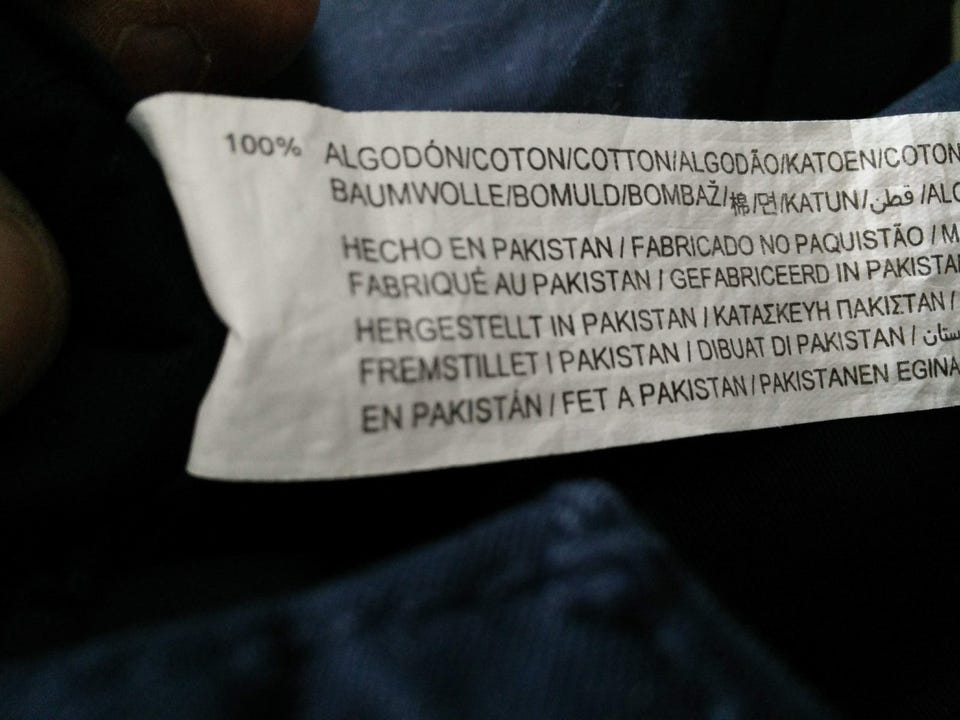 100% ALGODÓN/COTON/COTTON/ALGODÃO/KATOEN/COTON
BAUMWOLLE/BOMULD/BOMBAŽ/棉/면/KATUN/قطن/ALG
HECHO EN PAKISTAN / FABRICADO NO PAQUISTÃO / M
FABRIQUÉ AU PAKISTAN / GEFABRICEERD IN PAKISTA
HERGESTELLT IN PAKISTAN / ΚΑΤΑΣΚΕΥΗ ΠΑΚΙΣΤΑΝ /
FREMSTILLET I PAKISTAN / DIBUAT DI PAKISTAN /
EN PAKISTÁN / FET A PAKISTAN / PAKISTANEN EGINA